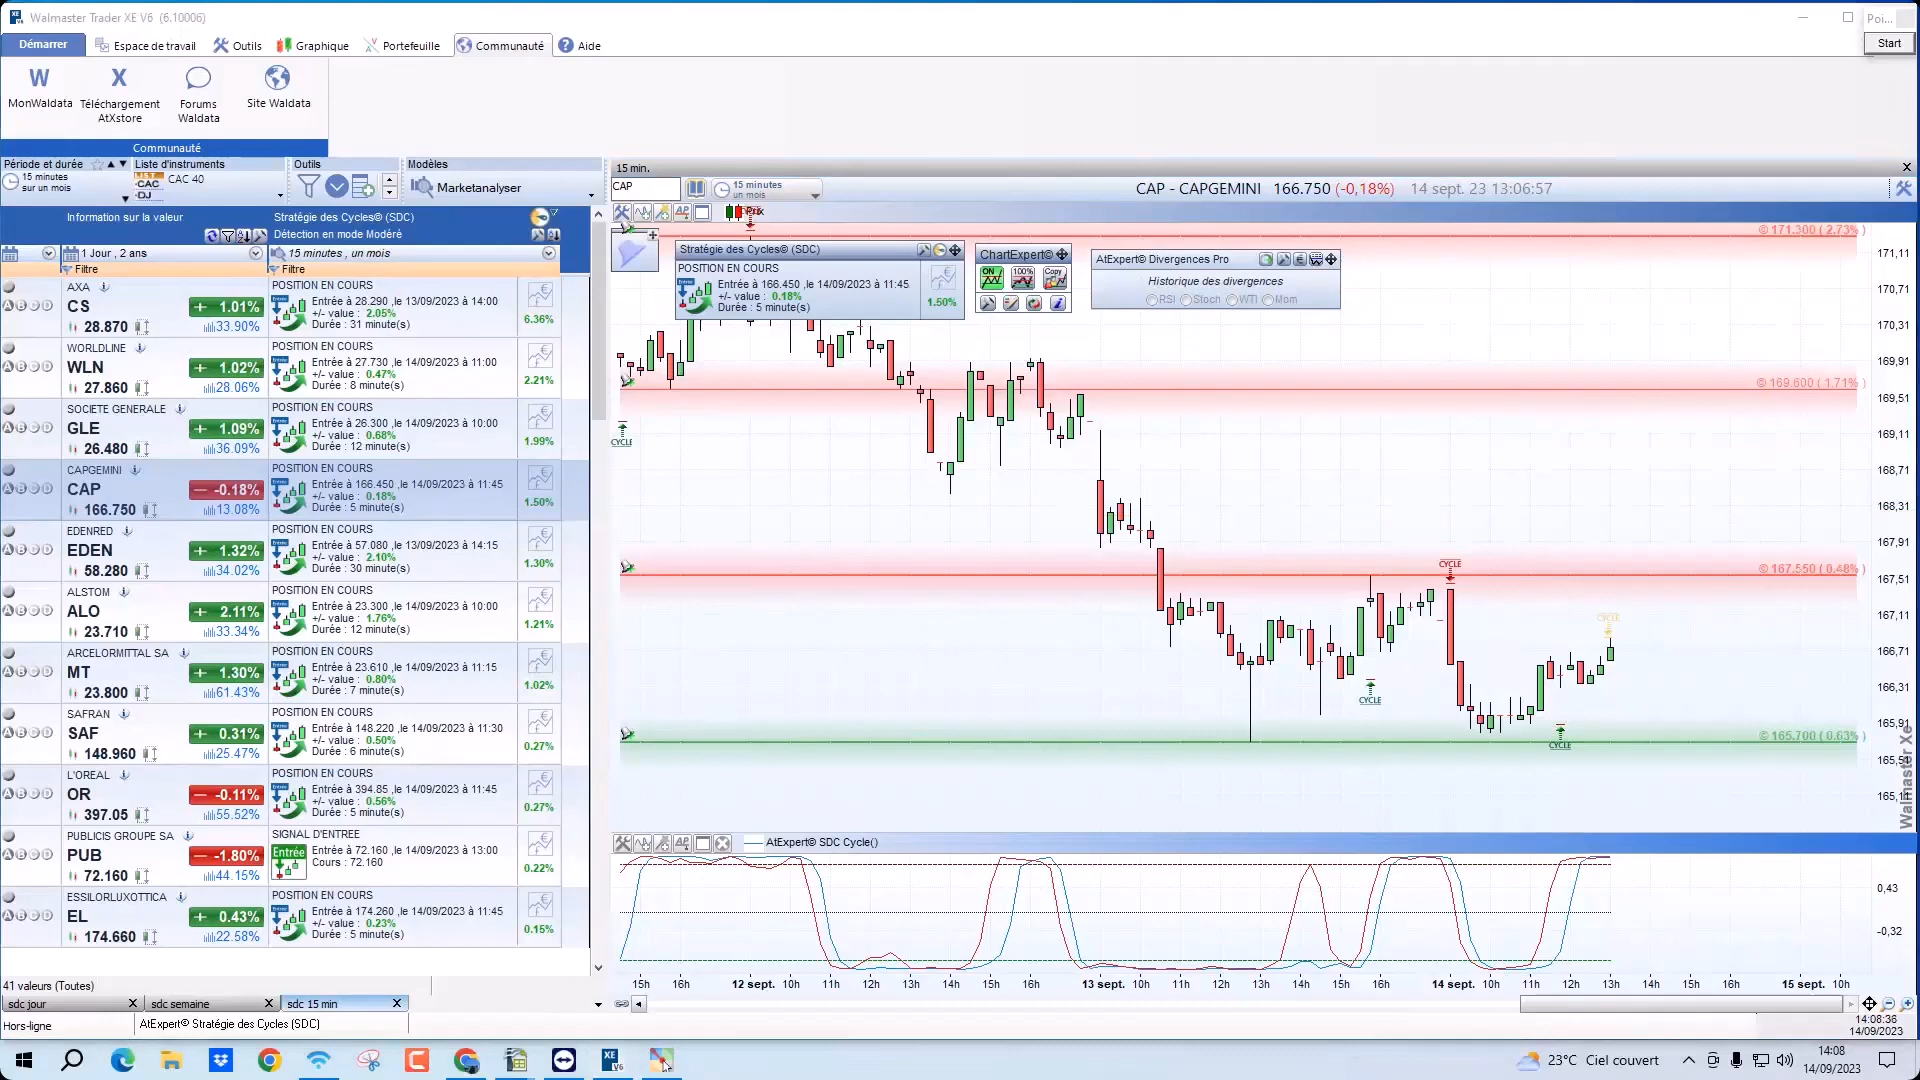 Walmaster Trader XE V6 (6.10006)
Poi...
Start
Démarrer
Espace de travail
Outils
Graphique
Portefeuille
Communauté
Aide
MonWaldata
Téléchargement
AtXstore
Forums
Waldata
Site Waldata
Communauté
Période et durée
Liste d'instruments
Outils
Modèles
15 minutes
sur un mois
LIST
CAC
DJ
CAC 40
Marketanalyser
Information sur la valeur
Stratégie des Cycles© (SDC)
Détection en mode Modéré
1 Jour , 2 ans
15 minutes , un mois
Filtre
Filtre
AXA
CS
+ 1.01%
28.870
33.90%
POSITION EN COURS
Entrée à 28.290 ,le 13/09/2023 à 14:00
+/- value : 2.05%
Durée : 31 minute(s)
6.36%
WORLDLINE
WLN
+ 1.02%
27.860
28.06%
POSITION EN COURS
Entrée à 27.730 ,le 14/09/2023 à 11:00
+/- value : 0.47%
Durée : 8 minute(s)
2.21%
SOCIETE GENERALE
GLE
+ 1.09%
26.480
36.09%
POSITION EN COURS
Entrée à 26.300 ,le 14/09/2023 à 10:00
+/- value : 0.68%
Durée : 12 minute(s)
1.99%
CAPGEMINI
CAP
— -0.18%
166.750
13.08%
POSITION EN COURS
Entrée à 166.450 ,le 14/09/2023 à 11:45
+/- value : 0.18%
Durée : 5 minute(s)
1.50%
EDENRED
EDEN
+ 1.32%
58.280
34.02%
POSITION EN COURS
Entrée à 57.080 ,le 13/09/2023 à 14:15
+/- value : 2.10%
Durée : 30 minute(s)
1.30%
ALSTOM
ALO
+ 2.11%
23.710
33.34%
POSITION EN COURS
Entrée à 23.300 ,le 14/09/2023 à 10:00
+/- value : 1.76%
Durée : 12 minute(s)
1.21%
ARCELORMITTAL SA
MT
+ 1.30%
23.800
61.43%
POSITION EN COURS
Entrée à 23.610 ,le 14/09/2023 à 11:15
+/- value : 0.80%
Durée : 7 minute(s)
1.02%
SAFRAN
SAF
+ 0.31%
148.960
25.47%
POSITION EN COURS
Entrée à 148.220 ,le 14/09/2023 à 11:30
+/- value : 0.50%
Durée : 6 minute(s)
0.27%
L'OREAL
OR
— -0.11%
397.05
55.52%
POSITION EN COURS
Entrée à 394.85 ,le 14/09/2023 à 11:45
+/- value : 0.56%
Durée : 5 minute(s)
0.27%
PUBLICIS GROUPE SA
PUB
— -1.80%
72.160
44.15%
SIGNAL D'ENTREE
Entrée
Entrée à 72.160 ,le 14/09/2023 à 13:00
Cours : 72.160
0.22%
ESSILORLUXOTTICA
EL
+ 0.43%
174.660
22.58%
POSITION EN COURS
Entrée à 174.260 ,le 14/09/2023 à 11:45
+/- value : 0.23%
Durée : 5 minute(s)
0.15%
41 valeurs (Toutes)
sdc jour
sdc semaine
sdc 15 min
Hors-ligne
AtExpert© Stratégie des Cycles (SDC)
15 min.
CAP
15 minutes
un mois
CAP - CAPGEMINI 166.750 (-0,18%) 14 sept. 23 13:06:57
Prix
Stratégie des Cycles© (SDC)
POSITION EN COURS
Entrée à 166.450 ,le 14/09/2023 à 11:45
+/- value : 0.18%
Durée : 5 minute(s)
1.50%
ChartExpert©
ON
100%
Copy
AtExpert© Divergences Pro
Historique des divergences
RSI Stoch WTI Mom
© 171.300 ( 2.73% )
© 169.600 ( 1.71% )
© 167.550 ( 0.48% )
© 165.700 ( 0.63% )
CYCLE
CYCLE
CYCLE
CYCLE
CYCLE
171,11
170,71
170,31
169,91
169,51
169,11
168,71
168,31
167,91
167,51
167,11
166,71
166,31
165,91
165,51
165,11
Walmaster Xe
AtExpert© SDC Cycle()
0,43
-0,32
15h 16h 12 sept. 10h 11h 12h 13h 14h 15h 16h 13 sept. 10h 11h 12h 13h 14h 15h 16h 14 sept. 10h 11h 12h 13h 14h 15h 16h 15 sept. 10h
14:08:36
14/09/2023
XE
V6
23°C Ciel couvert
14:08
14/09/2023